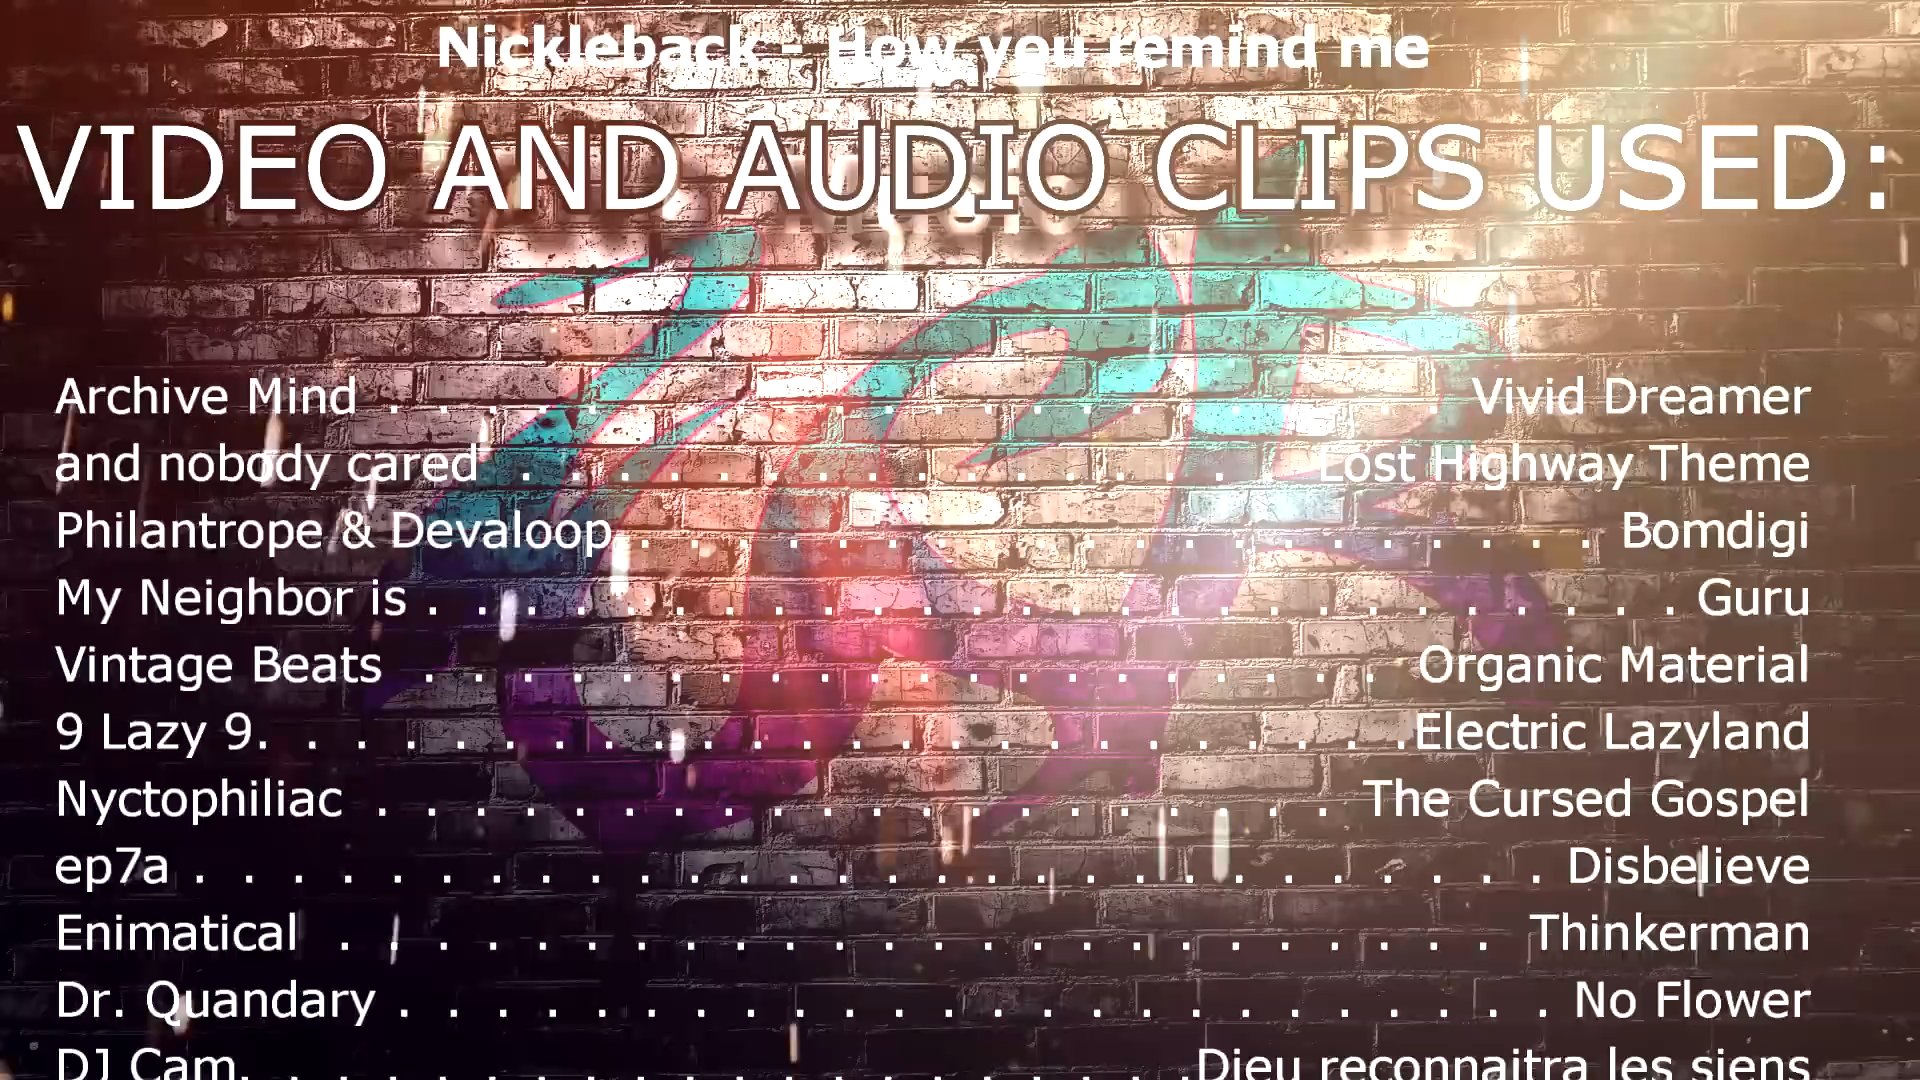 Nickleback - How you remind me
VIDEO AND AUDIO CLIPS USED:
Archive Mind . . . . . . . . . . . . . . . . . . . . . . Vivid Dreamer
and nobody cared . . . . . . . . . . . . . . . . Lost Highway Theme
Philantrope & Devaloop . . . . . . . . . . . . . . . . . . . . Bomdigi
My Neighbor is . . . . . . . . . . . . . . . . . . . . . . . . . . Guru
Vintage Beats . . . . . . . . . . . . . . . . . . . . Organic Material
9 Lazy 9. . . . . . . . . . . . . . . . . . . . . . . .Electric Lazyland
Nyctophiliac . . . . . . . . . . . . . . . . . . . . The Cursed Gospel
ep7a . . . . . . . . . . . . . . . . . . . . . . . . . . . . Disbelieve
Enimatical . . . . . . . . . . . . . . . . . . . . . . . . Thinkerman
Dr. Quandary . . . . . . . . . . . . . . . . . . . . . . . . No Flower
DJ Cam. . . . . . . . . . . . . . . . . . . .Dieu reconnaitra les siens